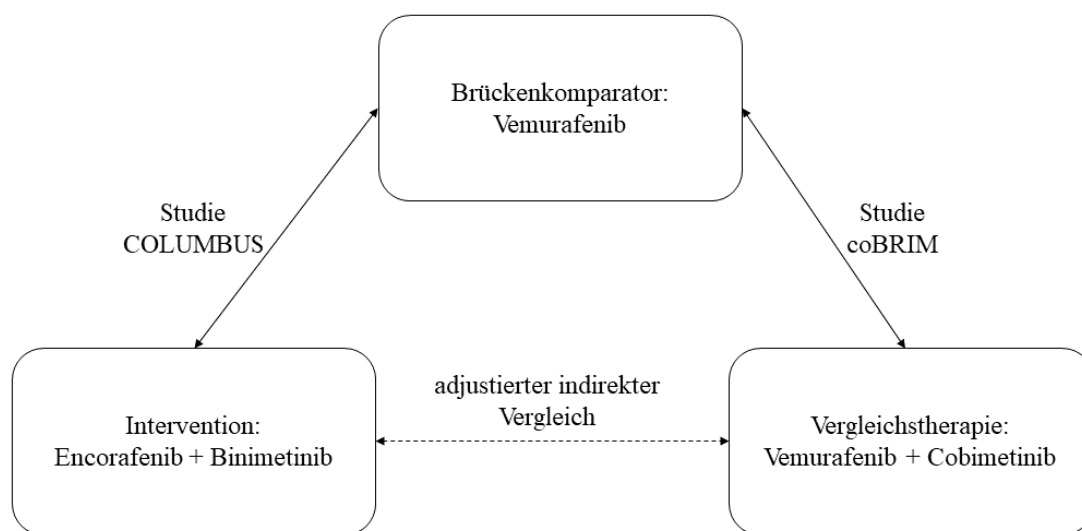 Brückenkomparator:
Vemurafenib
Studie
COLUMBUS
Studie
coBRIM
adjustierter indirekter
Vergleich
Intervention:
Encorafenib + Binimetinib
Vergleichstherapie:
Vemurafenib + Cobimetinib